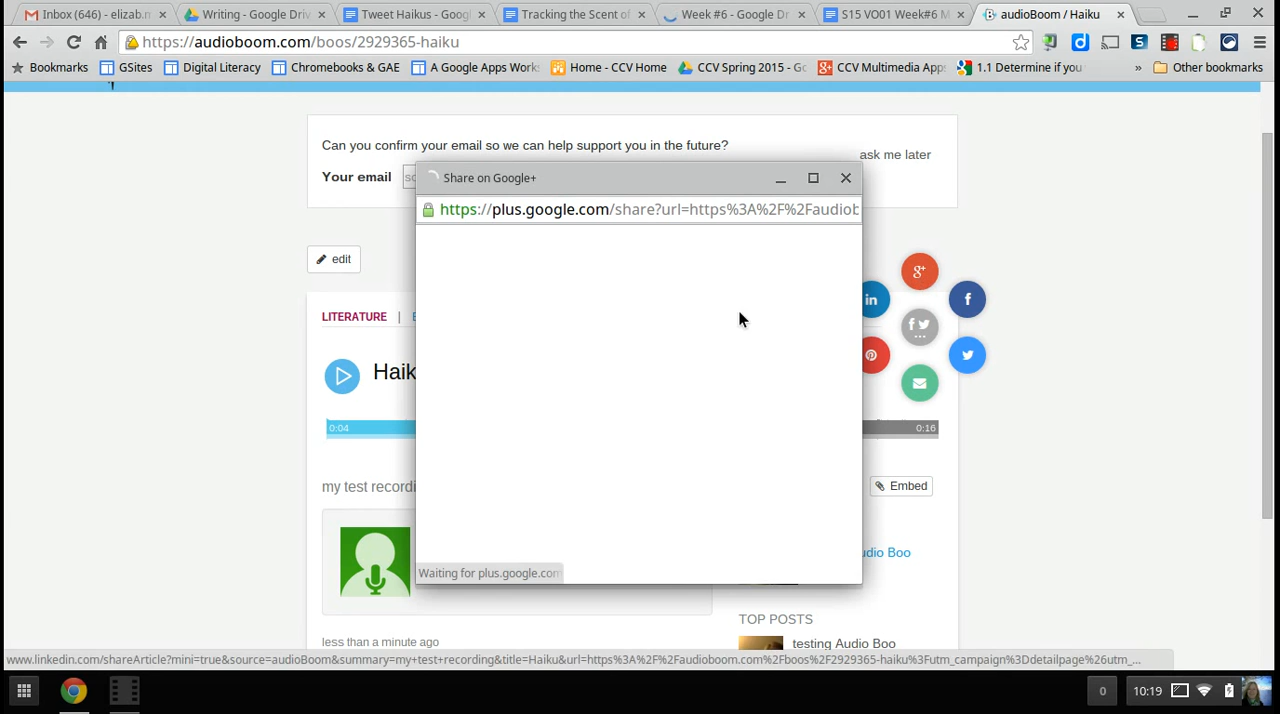 Inbox (646) - elizab.m
Writing - Google Driv
Tweet Haikus - Googl
Tracking the Scent of
Week #6 - Google Dr
S15 VO01 Week#6 M
audioBoom / Haiku
https://audioboom.com/boos/2929365-haiku
Bookmarks
GSites
Digital Literacy
Chromebooks & GAE
A Google Apps Works
Home - CCV Home
CCV Spring 2015 - Go
CCV Multimedia App
1.1 Determine if you
»
Other bookmarks
Can you confirm your email so we can help support you in the future?
ask me later
Your email
Share on Google+
https://plus.google.com/share?url=https%3A%2F%2Faudiob
edit
LITERATURE |
Haik
0:04
0:16
my test recordi
Embed
udio Boo
Waiting for plus.google.com
TOP POSTS
less than a minute ago
testing Audio Boo
www.linkedin.com/shareArticle?mini=true&source=audioBoom&summary=my+test+recording&title=Haiku&url=https%3A%2F%2Faudioboom.com%2Fboos%2F2929365-haiku%3Futm_campaign%3Ddetailpage%26utm_...
0
10:19